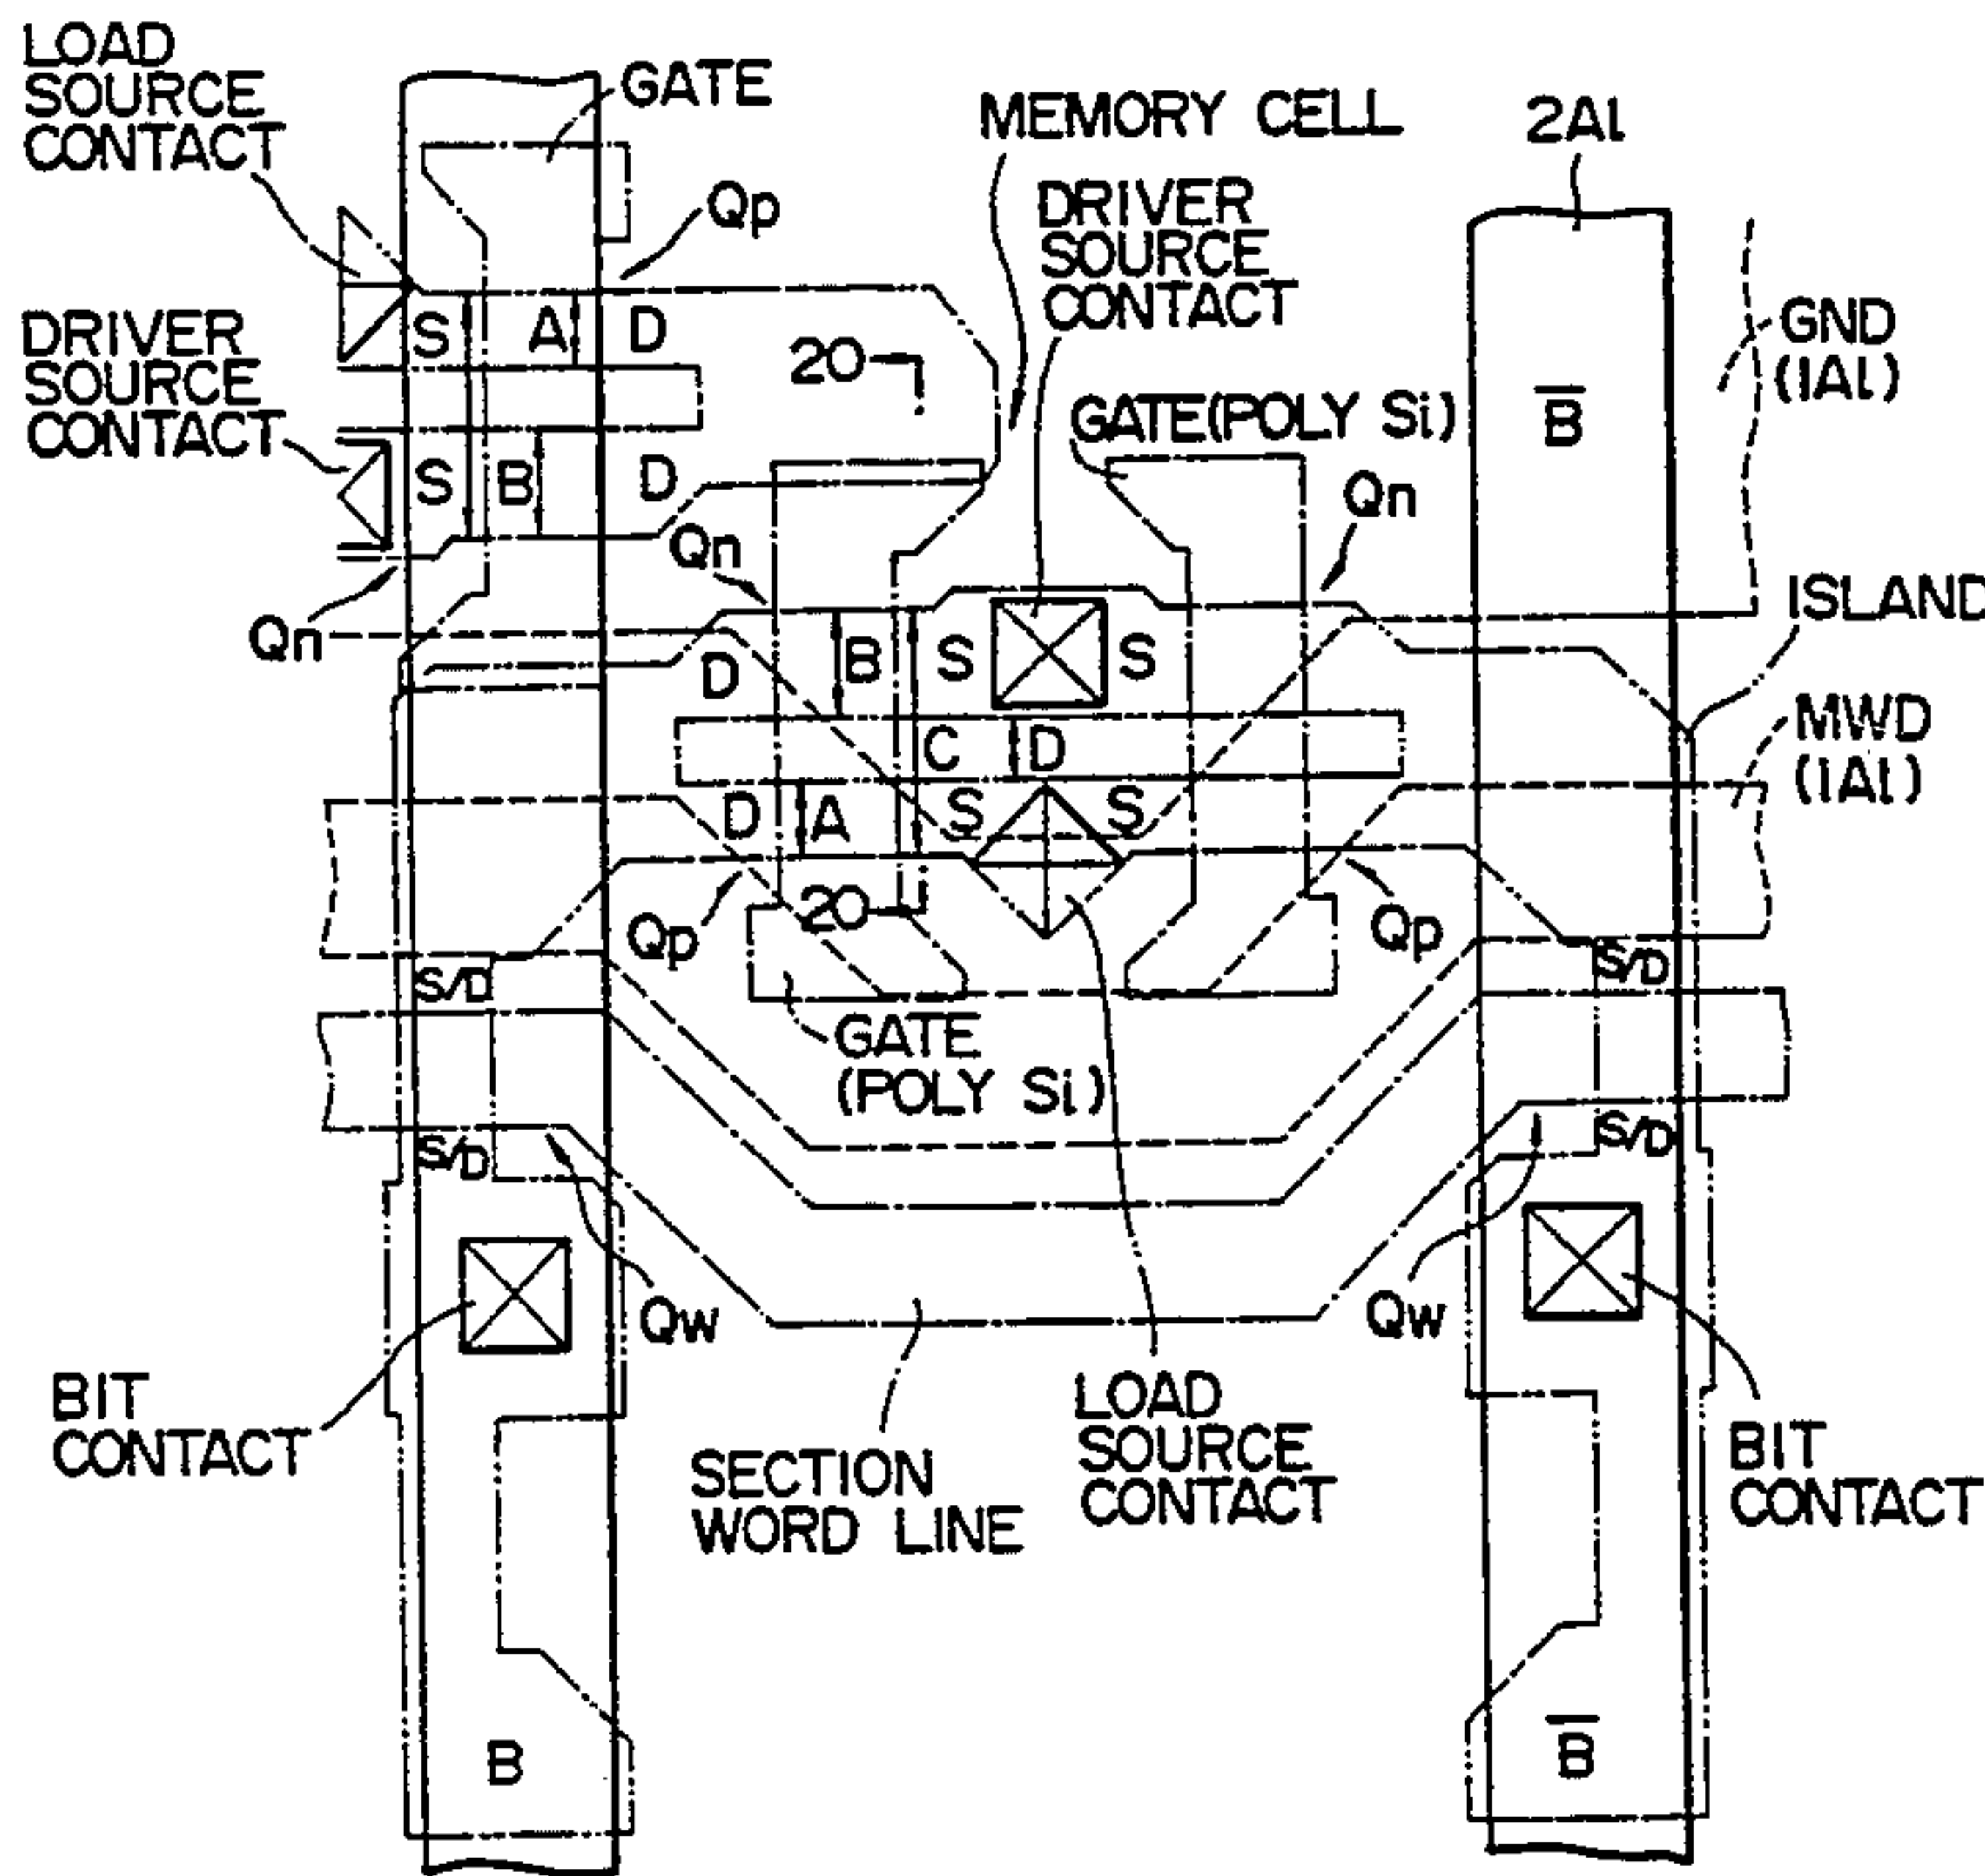 LOAD
SOURCE
CONTACT
GATE
MEMORY CELL
2Al
Qp
DRIVER
SOURCE
CONTACT
GND
(1Al)
DRIVER
SOURCE
CONTACT
S
A
D
20
B̅
GATE(POLY Si)
S
B
D
Qn
Qn
Qn
ISLAND
D
B
S
S
MWD
(1Al)
C
D
D
A
S
S
Qp
20
Qp
S/D
S/D
GATE
(POLY Si)
S/D
S/D
Qw
Qw
BIT
CONTACT
SECTION
WORD LINE
LOAD
SOURCE
CONTACT
BIT
CONTACT
B
B̅